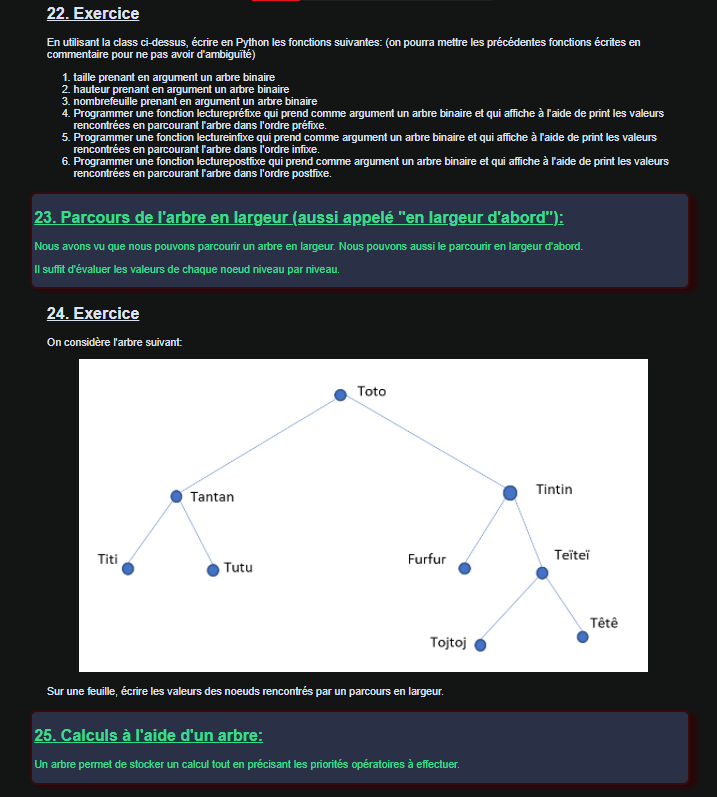 22. Exercice
En utilisant la class ci-dessus, écrire en Python les fonctions suivantes: (on pourra mettre les précédentes fonctions écrites en
commentaire pour ne pas avoir d'ambiguïté)
1. taille prenant en argument un arbre binaire
2. hauteur prenant en argument un arbre binaire
3. nombrefeuille prenant en argument un arbre binaire
4. Programmer une fonction lecturepréfixe qui prend comme argument un arbre binaire et qui affiche à l'aide de print les valeurs
rencontrées en parcourant l'arbre dans l'ordre préfixe.
5. Programmer une fonction lectureinfixe qui prend comme argument un arbre binaire et qui affiche à l'aide de print les valeurs
rencontrées en parcourant l'arbre dans l'ordre infixe.
6. Programmer une fonction lecturepostfixe qui prend comme argument un arbre binaire et qui affiche à l'aide de print les valeurs
rencontrées en parcourant l'arbre dans l'ordre postfixe.
23. Parcours de l'arbre en largeur (aussi appelé "en largeur d'abord"):
Nous avons vu que nous pouvons parcourir un arbre en largeur. Nous pouvons aussi le parcourir en largeur d'abord.
Il suffit d'évaluer les valeurs de chaque noeud niveau par niveau.
24. Exercice
On considère l'arbre suivant:
Toto
Tantan
Tintin
Titi
Tutu
Furfur
Teïteï
Tojtoj
Têtê
Sur une feuille, écrire les valeurs des noeuds rencontrés par un parcours en largeur.
25. Calculs à l'aide d'un arbre:
Un arbre permet de stocker un calcul tout en précisant les priorités opératoires à effectuer.